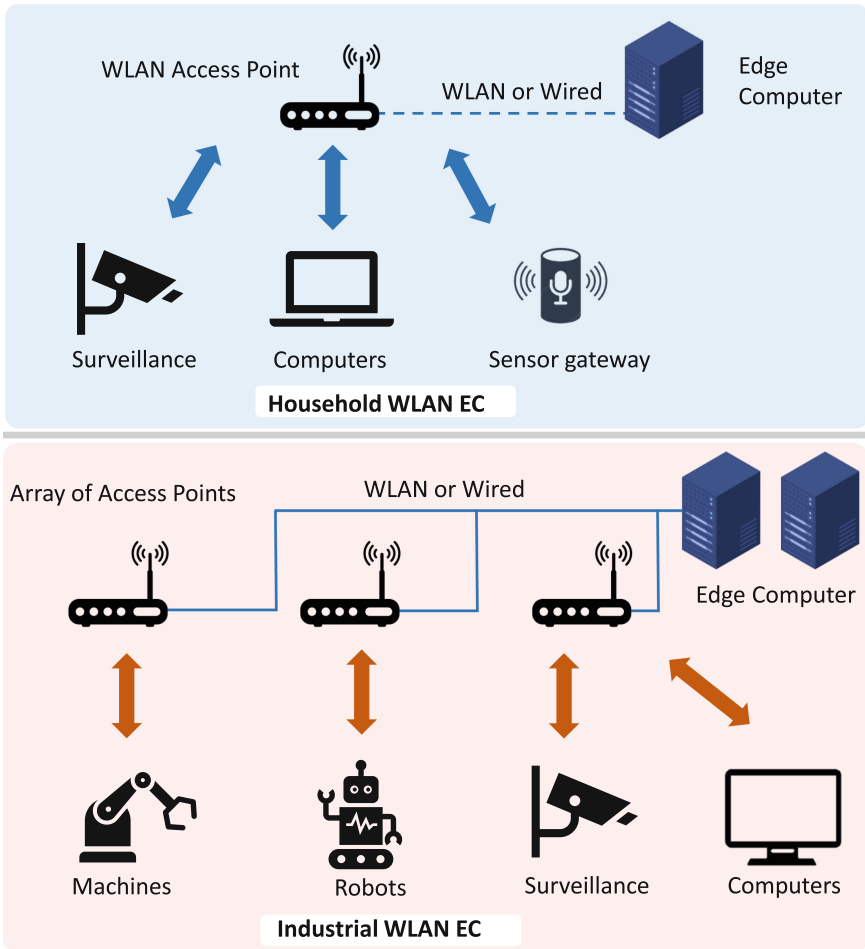 WLAN Access Point
WLAN or Wired
Edge
Computer
Surveillance
Computers
Sensor gateway
Household WLAN EC
Array of Access Points
WLAN or Wired
Edge Computer
Machines
Robots
Surveillance
Computers
Industrial WLAN EC